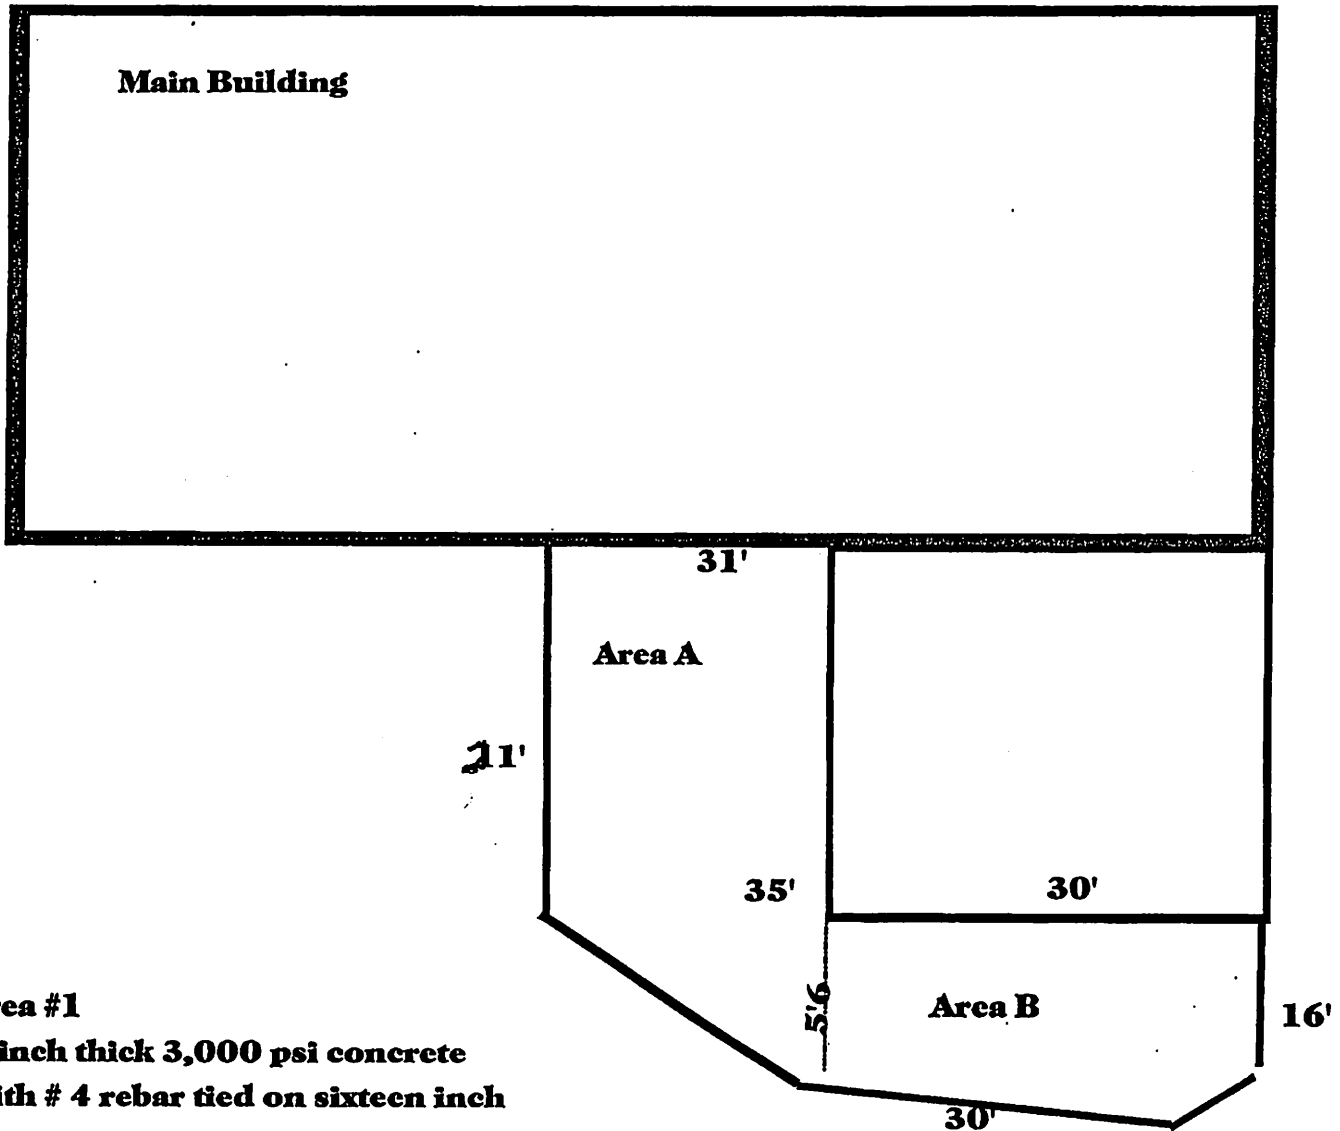 Main Building
31'
Area A
21'
35'
30'
5'6
Area B
16'
rea #1
inch thick 3,000 psi concrete
ith # 4 rebar tied on sixteen inch
30'